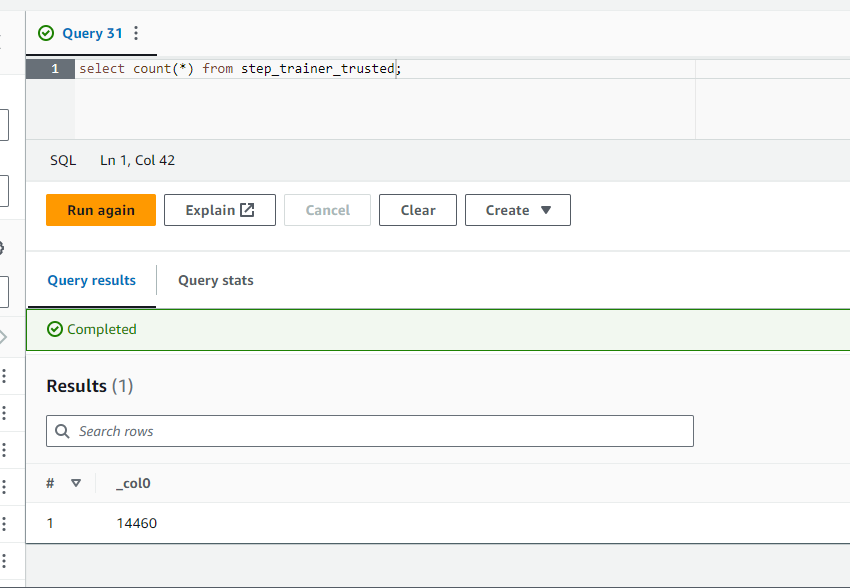 Query 31
1 select count(*) from step_trainer_trusted;
SQL Ln 1, Col 42
Run again Explain Cancel Clear Create
Query results Query stats
Completed
Results (1)
Search rows
# _col0
1 14460